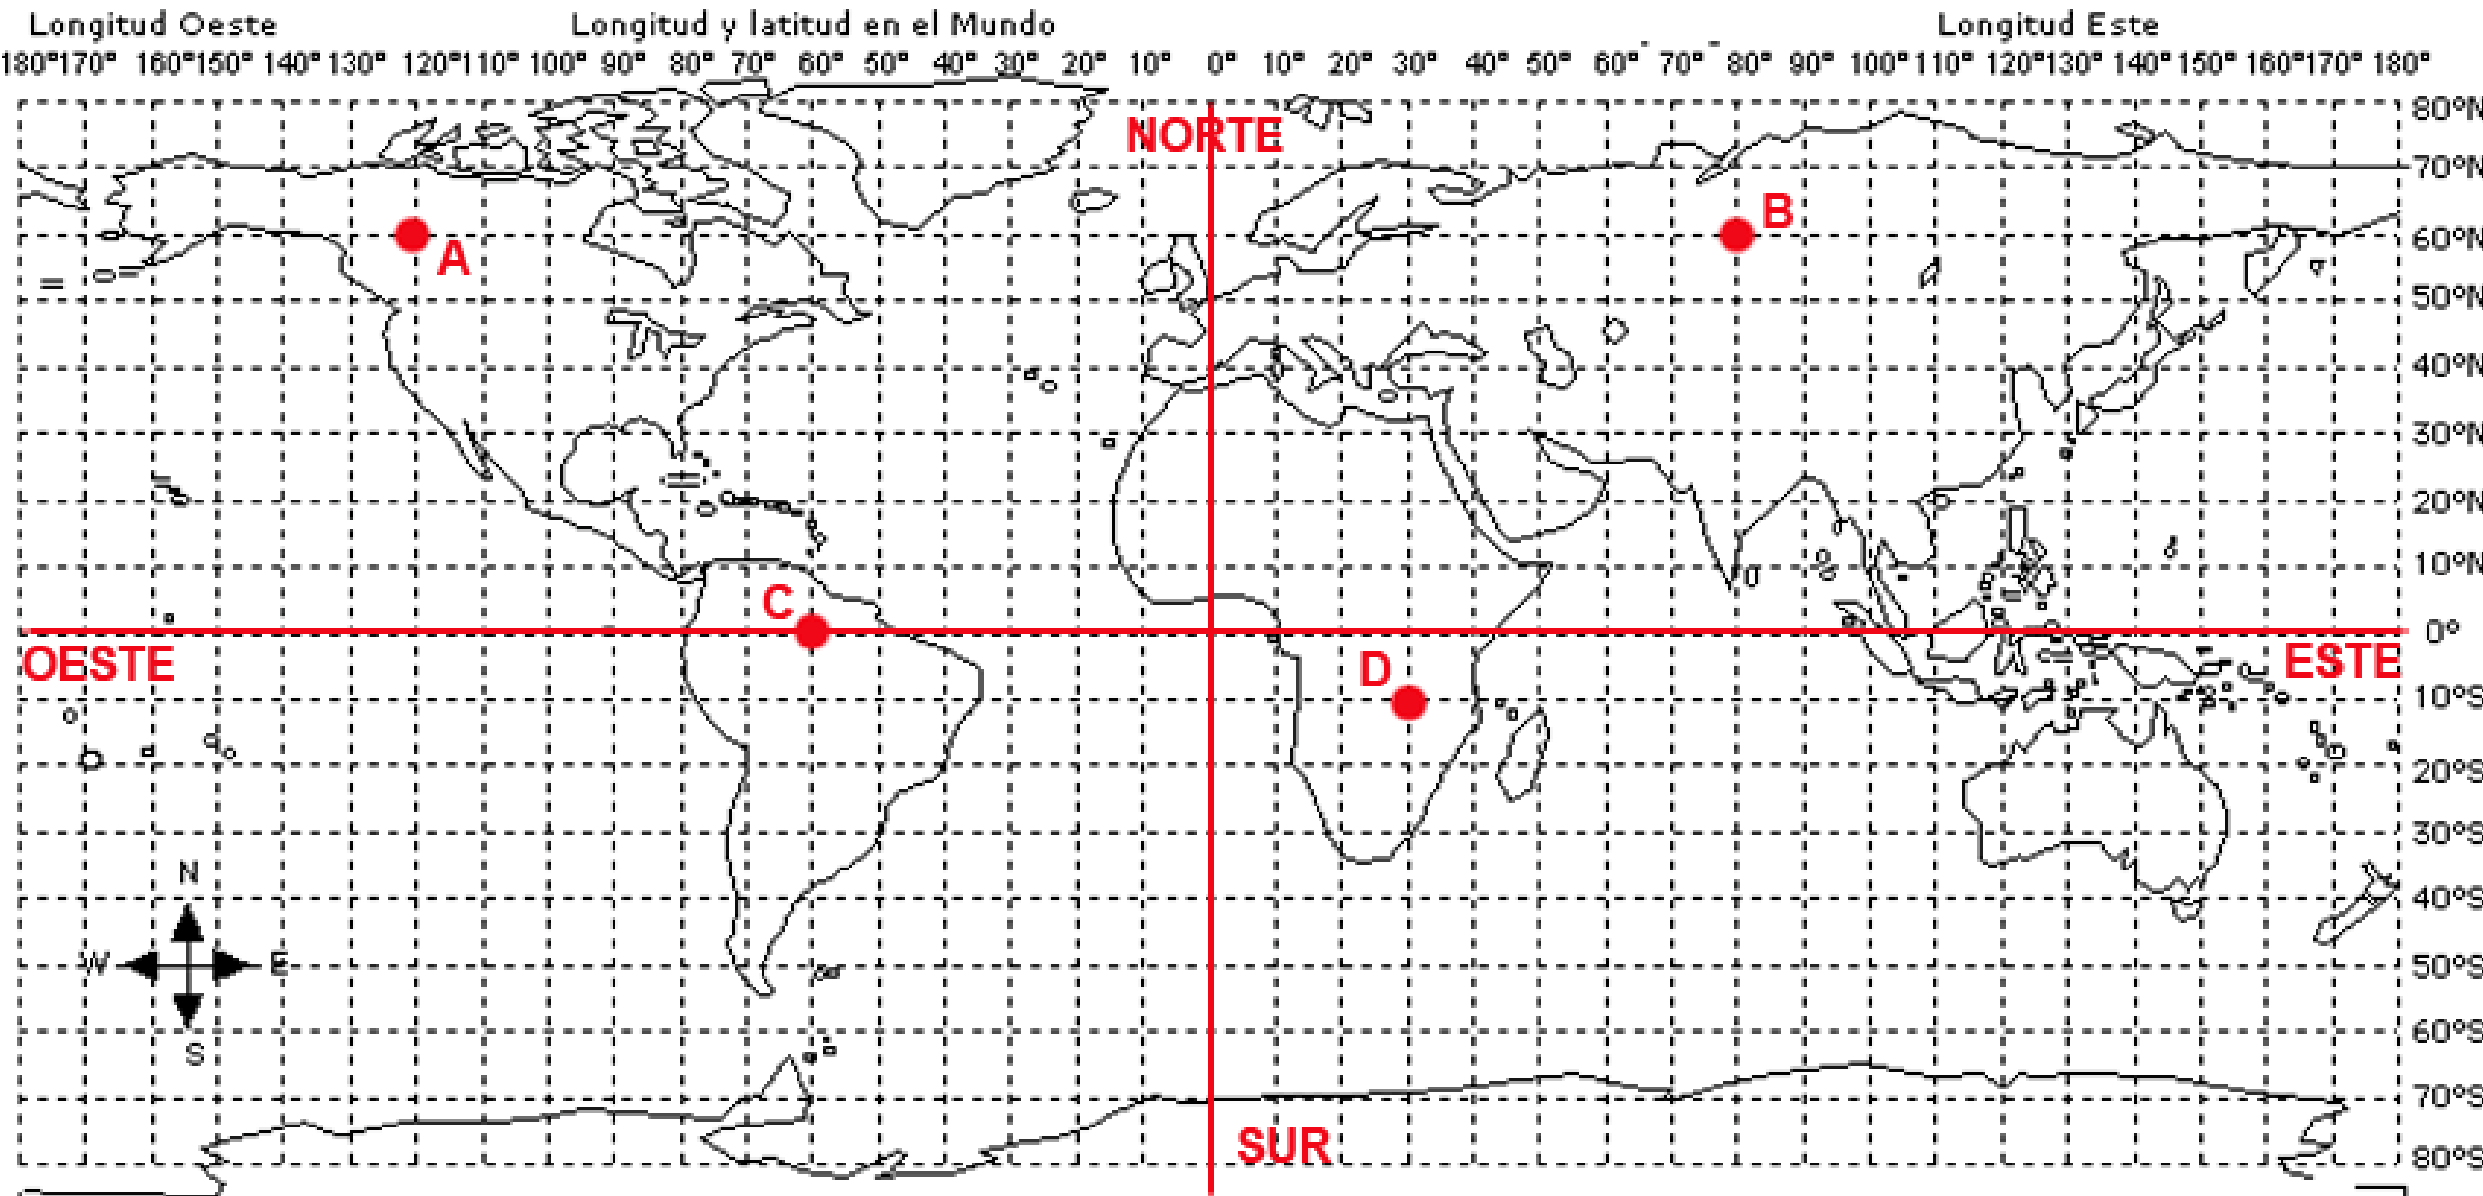 Longitud Oeste Longitud y latitud en el Mundo Longitud Este
180° 170° 160° 150° 140° 130° 120° 110° 100° 90° 80° 70° 60° 50° 40° 30° 20° 10° 0° 10° 20° 30° 40° 50° 60° 70° 80° 90° 100° 110° 120° 130° 140° 150° 160° 170° 180°
80°N
NORTE
70°N
B
A
60°N
50°N
40°N
30°N
20°N
10°N
C
0°
OESTE
D
ESTE
10°S
20°S
30°S
N
40°S
W E
50°S
60°S
S
70°S
SUR
80°S